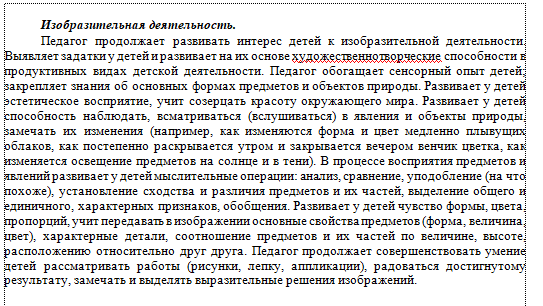 Изобразительная деятельность.
Педагог продолжает развивать интерес детей к изобразительной деятельности.
Выявляет задатки у детей и развивает на их основе художественнотворческие способности в
продуктивных видах детской деятельности. Педагог обогащает сенсорный опыт детей;
закрепляет знания об основных формах предметов и объектов природы. Развивает у детей
эстетическое восприятие, учит созерцать красоту окружающего мира. Развивает у детей
способность наблюдать, всматриваться (вслушиваться) в явления и объекты природы,
замечать их изменения (например, как изменяются форма и цвет медленно плывущих
облаков, как постепенно раскрывается утром и закрывается вечером венчик цветка, как
изменяется освещение предметов на солнце и в тени). В процессе восприятия предметов и
явлений развивает у детей мыслительные операции: анализ, сравнение, уподобление (на что
похоже), установление сходства и различия предметов и их частей, выделение общего и
единичного, характерных признаков, обобщения. Развивает у детей чувство формы, цвета,
пропорций, учит передавать в изображении основные свойства предметов (форма, величина,
цвет), характерные детали, соотношение предметов и их частей по величине, высоте,
расположению относительно друг друга. Педагог продолжает совершенствовать умение
детей рассматривать работы (рисунки, лепку, аппликации), радоваться достигнутому
результату, замечать и выделять выразительные решения изображений.